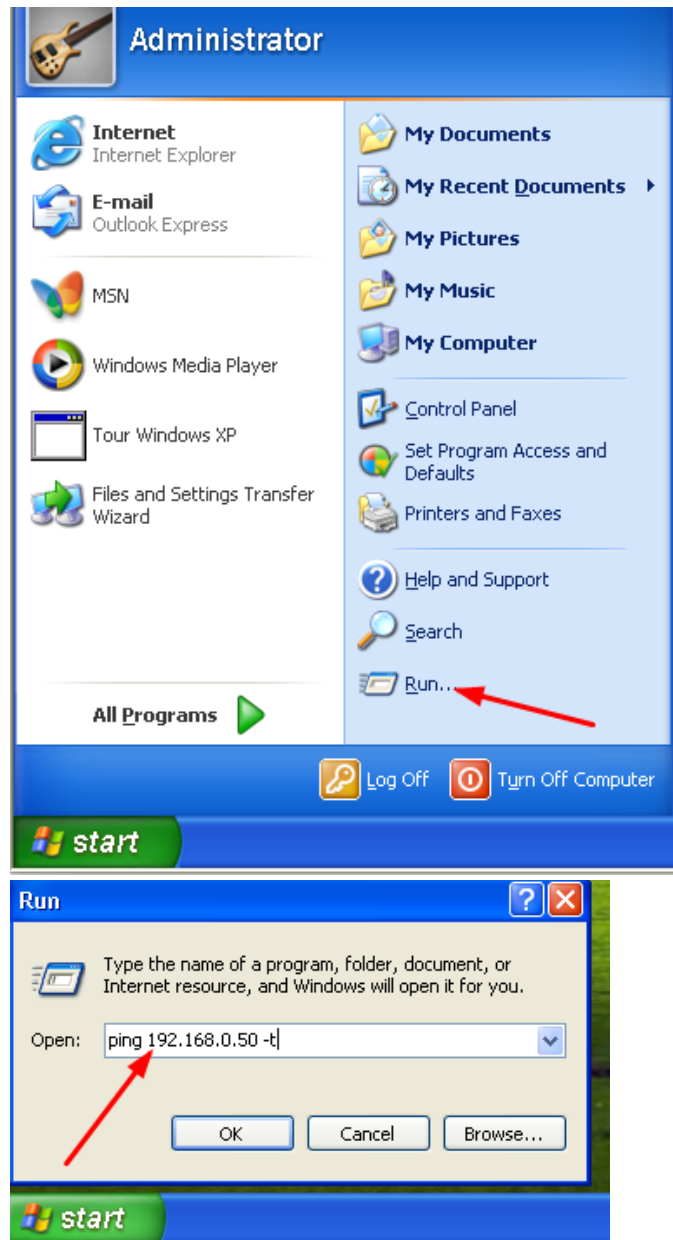 Administrator
Internet
Internet Explorer
E-mail
Outlook Express
MSN
Windows Media Player
Tour Windows XP
Files and Settings Transfer
Wizard
All Programs
My Documents
My Recent Documents
My Pictures
My Music
My Computer
Control Panel
Set Program Access and
Defaults
Printers and Faxes
Help and Support
Search
Run...
Log Off
Turn Off Computer
start
Run
Type the name of a program, folder, document, or
Internet resource, and Windows will open it for you.
Open: ping 192.168.0.50 -t
OK Cancel Browse...
start